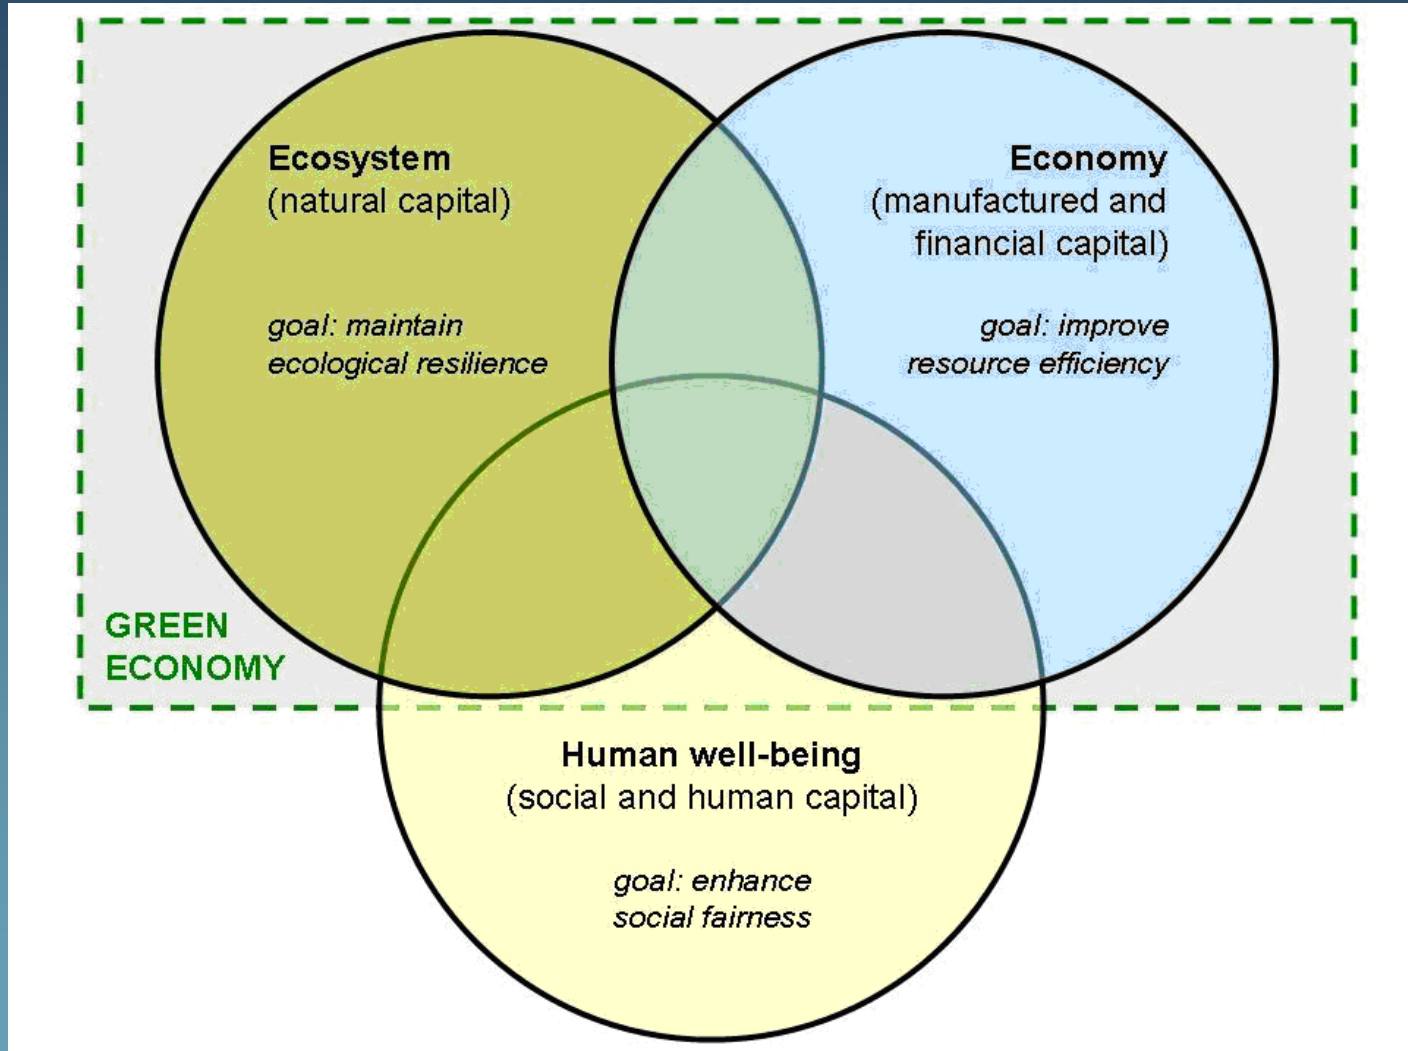 Ecosystem
(natural capital)
goal: maintain
ecological resilience
Economy
(manufactured and
financial capital)
goal: improve
resource efficiency
GREEN
ECONOMY
Human well-being
(social and human capital)
goal: enhance
social fairness